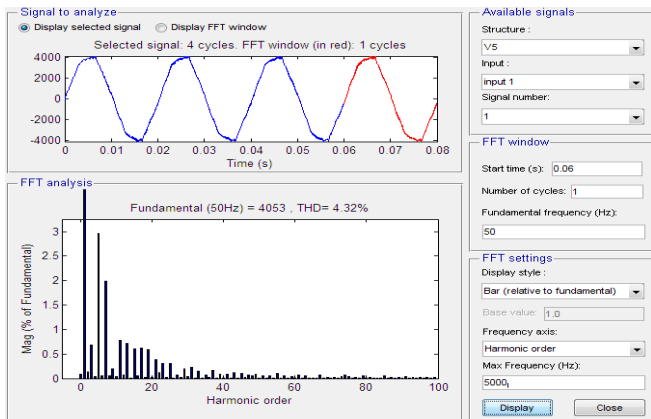 Signal to analyze
Display selected signal
Display FFT window
Selected signal: 4 cycles. FFT window (in red): 1 cycles
4000
2000
0
-2000
-4000
0
0.01
0.02
0.03
0.04
0.05
0.06
0.07
0.08
Time (s)
FFT analysis
Fundamental (50Hz) = 4053 , THD= 4.32%
Mag (% of Fundamental)
3
2.5
2
1.5
1
0.5
0
0
20
40
60
80
100
Harmonic order
Available signals
Structure :
V5
Input :
input 1
Signal number:
1
FFT window
Start time (s): 0.06
Number of cycles: 1
Fundamental frequency (Hz):
50
FFT settings
Display style :
Bar (relative to fundamental)
Base value: 1.0
Frequency axis:
Harmonic order
Max Frequency (Hz):
5000
Display
Close